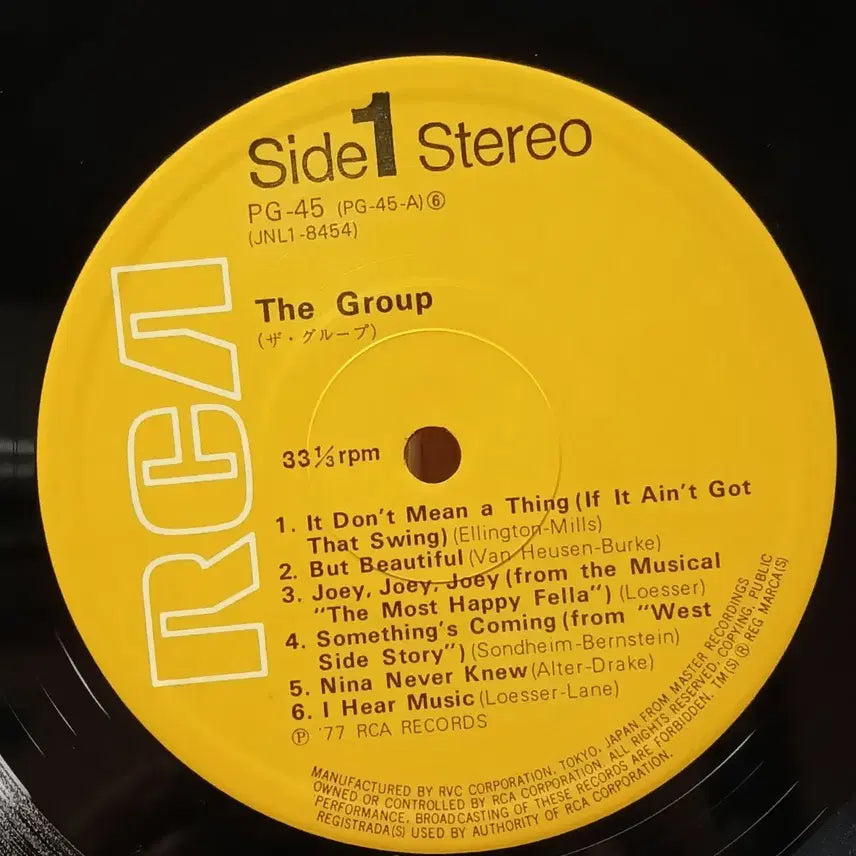 Side 1 Stereo
PG-45 (PG-45-A)⑥
(JNL1-8454)
RCA
The Group
(ザ・グループ)
33⅓rpm
1. It Don't Mean a Thing (If It Ain't Got
That Swing) (Ellington-Mills)
2. But Beautiful (Van Heusen-Burke)
3. Joey, Joey, Joey (from the Musical
"The Most Happy Fella") (Loesser)
4. Something's Coming (from "West
Side Story") (Sondheim-Bernstein)
5. Nina Never Knew (Alter-Drake)
6. I Hear Music (Loesser-Lane)
Ⓟ '77 RCA RECORDS
MANUFACTURED BY RVC CORPORATION, TOKYO, JAPAN FROM MASTER RECORDINGS
OWNED OR CONTROLLED BY RCA CORPORATION. ALL RIGHTS RESERVED, COPYING, PUBLIC
PERFORMANCE, BROADCASTING OF THESE RECORDS ARE FORBIDDEN. TM(S) ® REG MARCA(S)
REGISTRADA(S) USED BY AUTHORITY OF RCA CORPORATION.